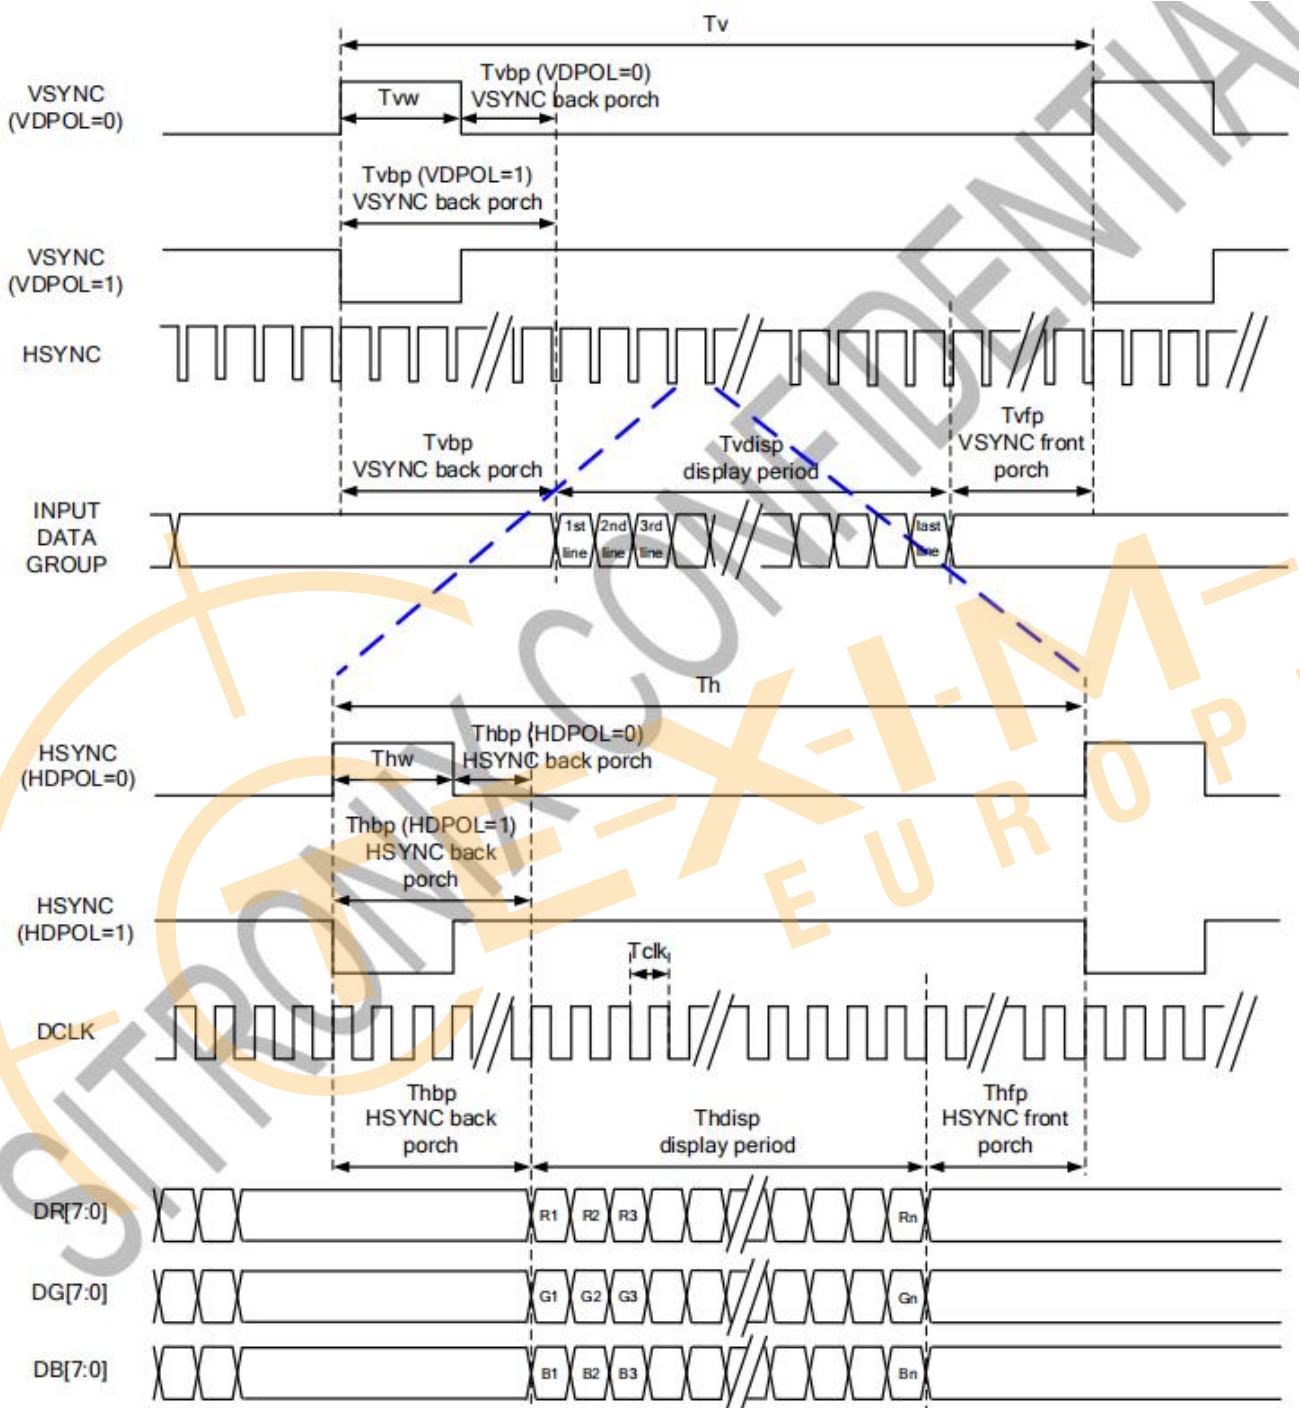 Tv
VSYNC
(VDPOL=0)
Tvw
Tvbp (VDPOL=0)
VSYNC back porch
Tvbp (VDPOL=1)
VSYNC back porch
VSYNC
(VDPOL=1)
HSYNC
Tvbp
VSYNC back porch
Tvdisp
display period
Tvfp
VSYNC front
porch
INPUT
DATA
GROUP
1st
line
2nd
line
3rd
line
last
line
Th
HSYNC
(HDPOL=0)
Thw
Thbp (HDPOL=0)
HSYNC back porch
Thbp (HDPOL=1)
HSYNC back
porch
HSYNC
(HDPOL=1)
Tclk
DCLK
Thbp
HSYNC back
porch
Thdisp
display period
Thfp
HSYNC front
porch
DR[7:0]
R1
R2
R3
Rn
DG[7:0]
G1
G2
G3
Gn
DB[7:0]
B1
B2
B3
Bn
SITRONIX CONFIDENTIAL
TEXIM
EUROP